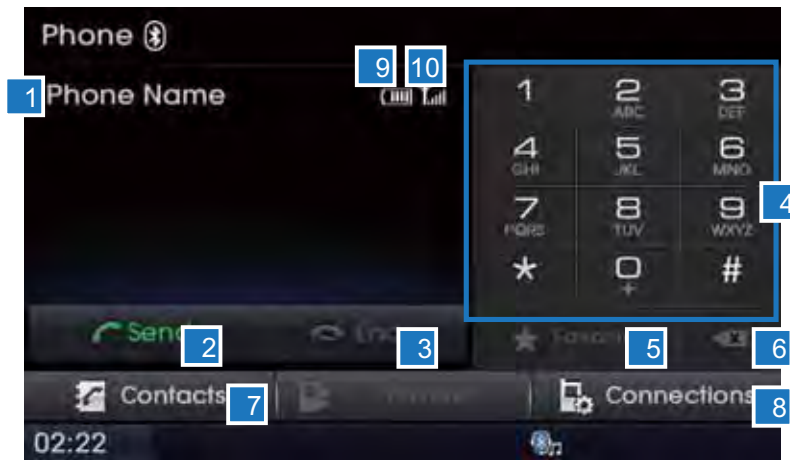 Phone
9 10
1 Phone Name
1 2 3
ABC DEF
4 5 6
GHI JKL MNO
7 8 9 4
PQRS TUV WXYZ
* 0 #
+
Send 2 End 3 5 6
Contacts 7 Connections 8
02:22